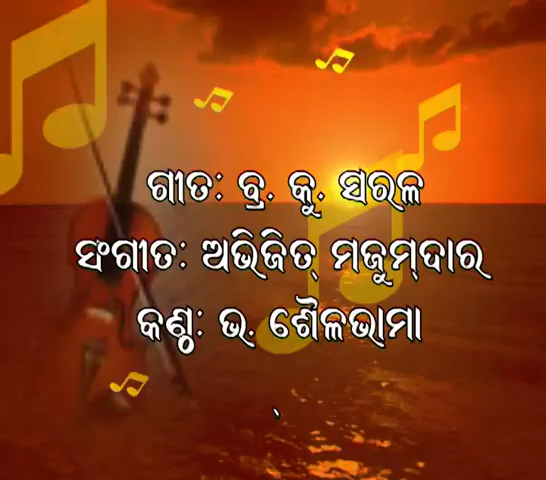 ଗୀତ: ବ୍ର. କୁ. ସରଳ
ସଂଗୀତ: ଅଭିଜିତ୍ ମଜୁମ୍‌ଦାର
କଣ୍ଠ: ଭ. ଶୈଳଭାମା